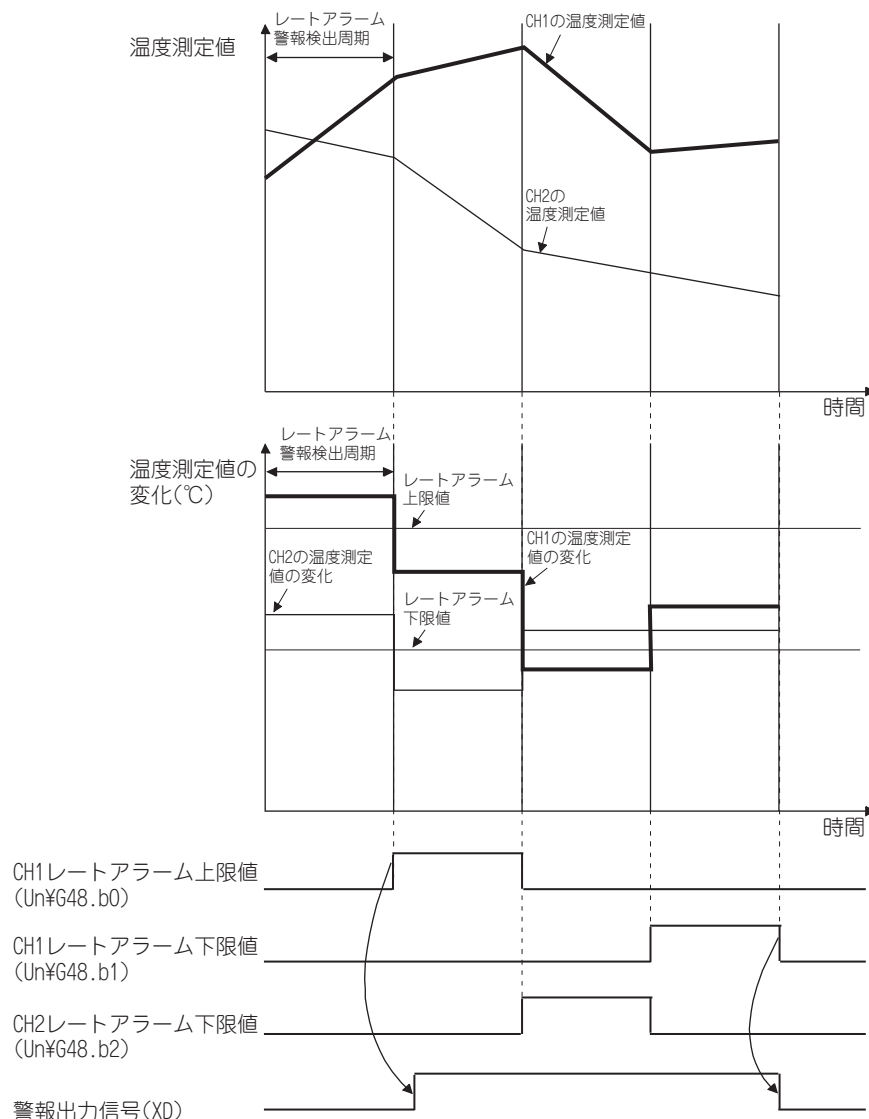 レートアラーム
警報検出周期
温度測定値
CH1の温度測定値
CH2の
温度測定値
時間
レートアラーム
警報検出周期
温度測定値の
変化(℃)
レートアラーム
上限値
CH1の温度測定
値の変化
CH2の温度測定
値の変化
レートアラーム
下限値
時間
CH1レートアラーム上限値
(Un¥G48.b0)
CH1レートアラーム下限値
(Un¥G48.b1)
CH2レートアラーム下限値
(Un¥G48.b2)
警報出力信号(XD)